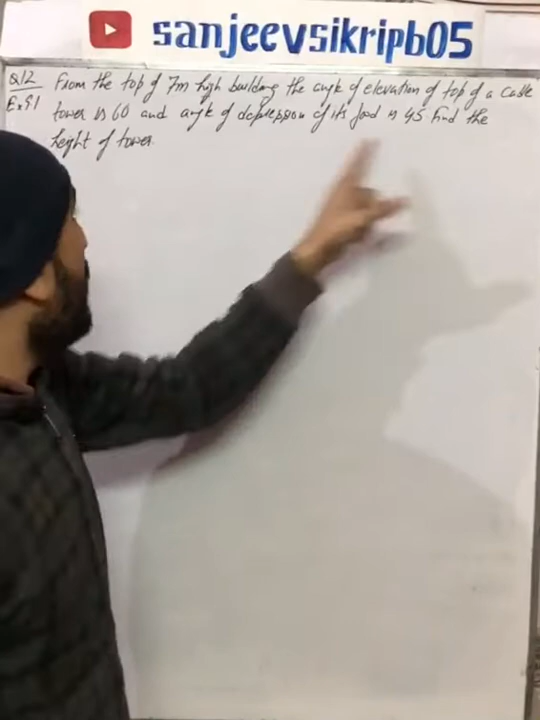 sanjeevsikripb05
Q12 From the top of 7m high building the angle of elevation of top of a cable
Ex 9.1 tower is 60 and angle of depression of its food is 45 find the
height of tower.